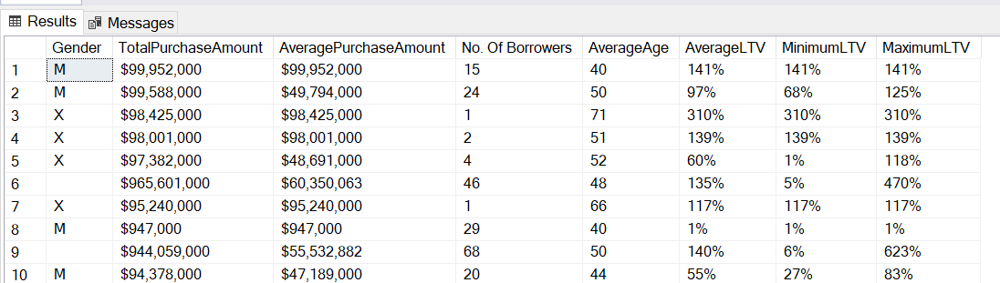 Results Messages
Gender TotalPurchaseAmount AveragePurchaseAmount No. Of Borrowers AverageAge AverageLTV MinimumLTV MaximumLTV
1 M $99,952,000 $99,952,000 15 40 141% 141% 141%
2 M $99,588,000 $49,794,000 24 50 97% 68% 125%
3 X $98,425,000 $98,425,000 1 71 310% 310% 310%
4 X $98,001,000 $98,001,000 2 51 139% 139% 139%
5 X $97,382,000 $48,691,000 4 52 60% 1% 118%
6 $965,601,000 $60,350,063 46 48 135% 5% 470%
7 X $95,240,000 $95,240,000 1 66 117% 117% 117%
8 M $947,000 $947,000 29 40 1% 1% 1%
9 $944,059,000 $55,532,882 68 50 140% 6% 623%
10 M $94,378,000 $47,189,000 20 44 55% 27% 83%